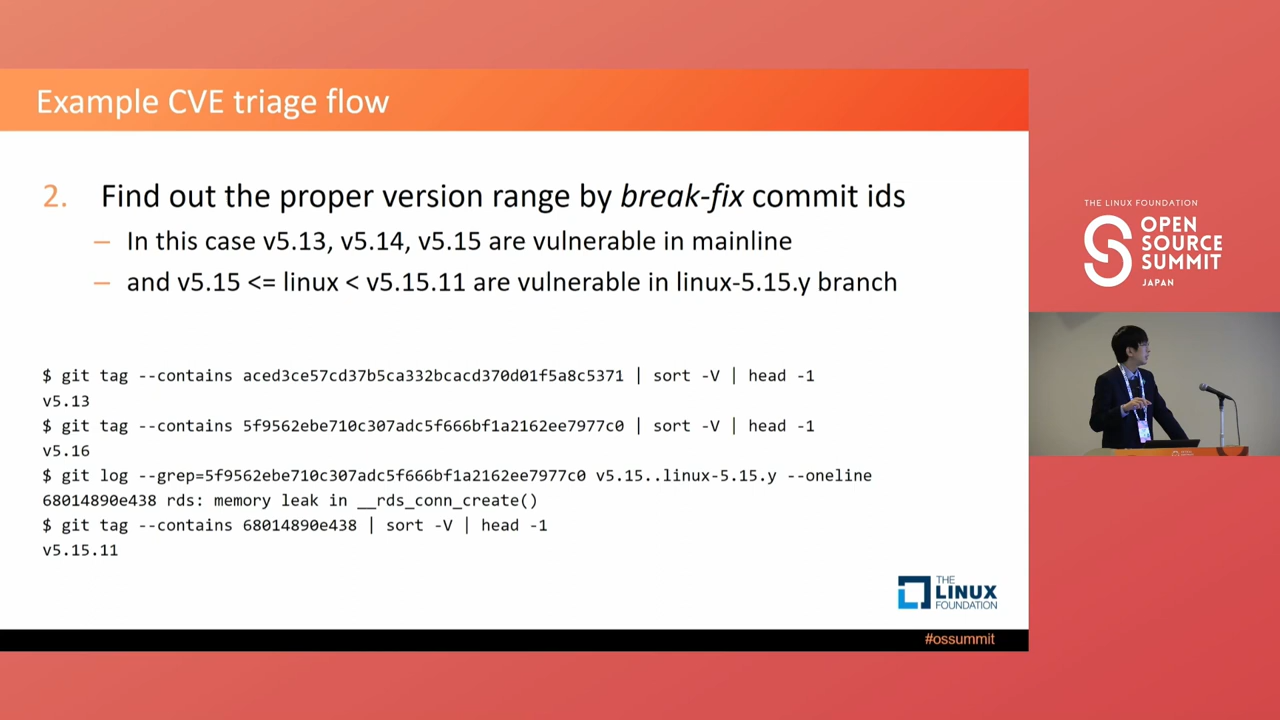 Example CVE triage flow
2. Find out the proper version range by break-fix commit ids
– In this case v5.13, v5.14, v5.15 are vulnerable in mainline
– and v5.15 <= linux < v5.15.11 are vulnerable in linux-5.15.y branch
$ git tag --contains aced3ce57cd37b5ca332bcacd370d01f5a8c5371 | sort -V | head -1
v5.13
$ git tag --contains 5f9562ebe710c307adc5f666bf1a2162ee7977c0 | sort -V | head -1
v5.16
$ git log --grep=5f9562ebe710c307adc5f666bf1a2162ee7977c0 v5.15..linux-5.15.y --oneline
68014890e438 rds: memory leak in __rds_conn_create()
$ git tag --contains 68014890e438 | sort -V | head -1
v5.15.11
THE
LINUX
FOUNDATION
#ossummit
THE LINUX FOUNDATION
OPEN
SOURCE
SUMMIT
JAPAN